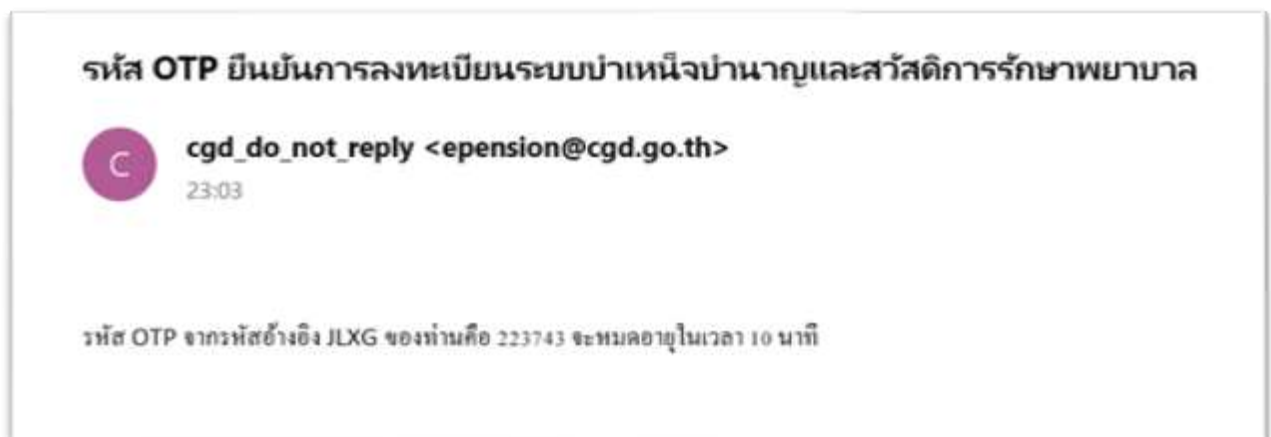 รหัส OTP ยืนยันการลงทะเบียนระบบบำเหน็จบำนาญและสวัสดิการรักษาพยาบาล
C
cgd_do_not_reply <epension@cgd.go.th>
23:03
รหัส OTP จากรหัสอ้างอิง JLXG ของท่านคือ 223743 จะหมดอายุในเวลา 10 นาที